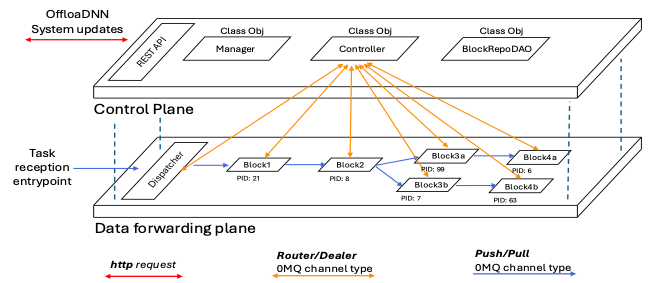 OffloaDNN
System updates
REST API
Class Obj
Manager
Class Obj
Controller
Class Obj
BlockRepoDAO
Control Plane
Task
reception
entrypoint
Dispatcher
Block1
PID: 21
Block2
PID: 8
Block3a
PID: 99
Block4a
PID: 6
Block3b
PID: 7
Block4b
PID: 63
Data forwarding plane
http request
Router/Dealer
0MQ channel type
Push/Pull
0MQ channel type